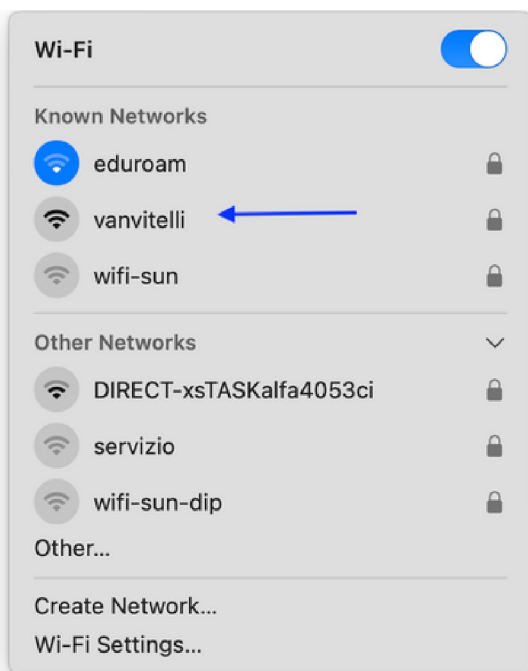 Wi-Fi
Known Networks
eduroam
vanvitelli
wifi-sun
Other Networks
DIRECT-xsTASKalfa4053ci
servizio
wifi-sun-dip
Other...
Create Network...
Wi-Fi Settings...